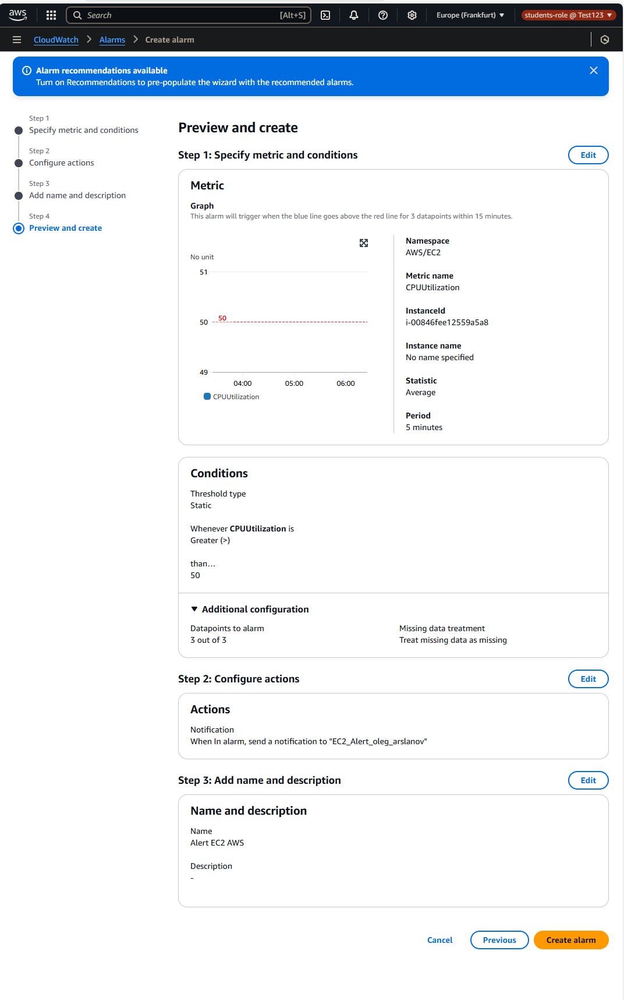 aws
Search [Alt+S]
Europe (Frankfurt)
students-role @ Test123
CloudWatch
Alarms
Create alarm
Alarm recommendations available
Turn on Recommendations to pre-populate the wizard with the recommended alarms.
Step 1
Specify metric and conditions
Step 2
Configure actions
Step 3
Add name and description
Step 4
Preview and create
Preview and create
Step 1: Specify metric and conditions
Edit
Metric
Graph
This alarm will trigger when the blue line goes above the red line for 3 datapoints within 15 minutes.
No unit
51
50
50
49
04:00 05:00 06:00
CPUUtilization
Namespace
AWS/EC2
Metric name
CPUUtilization
InstanceId
i-00846fee12559a5a8
Instance name
No name specified
Statistic
Average
Period
5 minutes
Conditions
Threshold type
Static
Whenever CPUUtilization is
Greater (>)
than...
50
Additional configuration
Datapoints to alarm
3 out of 3
Missing data treatment
Treat missing data as missing
Step 2: Configure actions
Edit
Actions
Notification
When In alarm, send a notification to "EC2_Alert_oleg_arslanov"
Step 3: Add name and description
Edit
Name and description
Name
Alert EC2 AWS
Description
-
Cancel
Previous
Create alarm